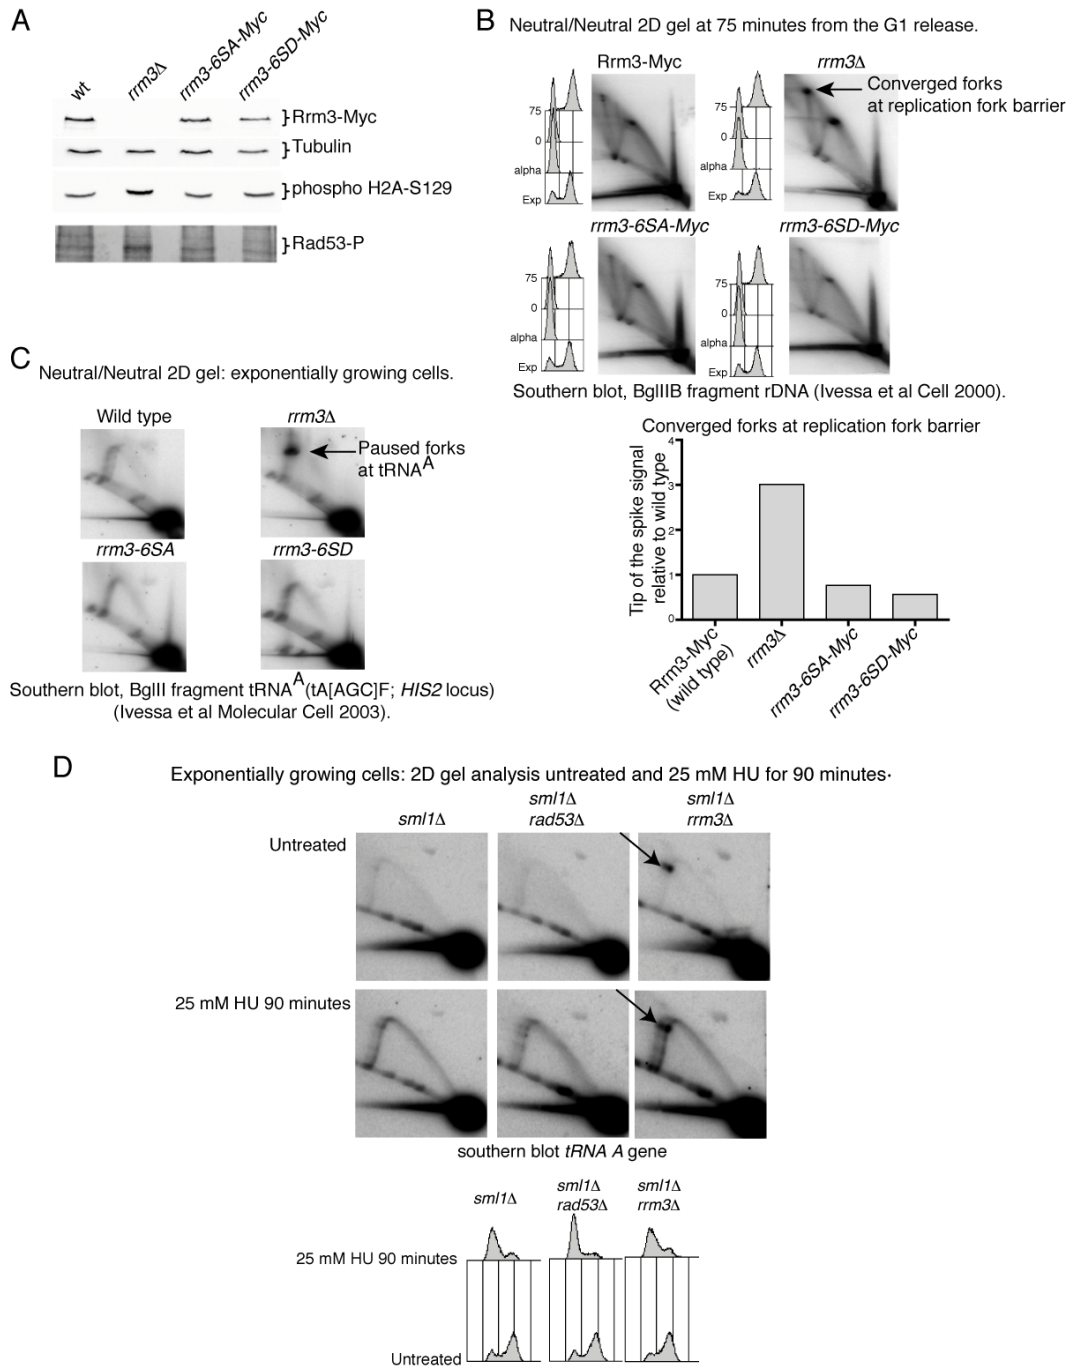 A
wt
rrm3Δ
rrm3-6SA-Myc
rrm3-6SD-Myc
}Rrm3-Myc
}Tubulin
}phospho H2A-S129
}Rad53-P
B
Neutral/Neutral 2D gel at 75 minutes from the G1 release.
Rrm3-Myc
rrm3Δ
Converged forks
at replication fork barrier
75
0
alpha
Exp
75
0
alpha
Exp
rrm3-6SA-Myc
rrm3-6SD-Myc
75
0
alpha
Exp
75
0
alpha
Exp
Southern blot, BglIIB fragment rDNA (Ivessa et al Cell 2000).
Converged forks at replication fork barrier
Tip of the spike signal
relative to wild type
4
3
2
1
0
Rrm3-Myc
(wild type)
rrm3Δ
rrm3-6SA-Myc
rrm3-6SD-Myc
C
Neutral/Neutral 2D gel: exponentially growing cells.
Wild type
rrm3Δ
Paused forks
at tRNA^A
rrm3-6SA
rrm3-6SD
Southern blot, BglII fragment tRNA^A(tA[AGC]F; HIS2 locus)
(Ivessa et al Molecular Cell 2003).
D
Exponentially growing cells: 2D gel analysis untreated and 25 mM HU for 90 minutes·
sml1Δ
sml1Δ
rad53Δ
sml1Δ
rrm3Δ
Untreated
25 mM HU 90 minutes
southern blot tRNA A gene
sml1Δ
sml1Δ
rad53Δ
sml1Δ
rrm3Δ
25 mM HU 90 minutes
Untreated